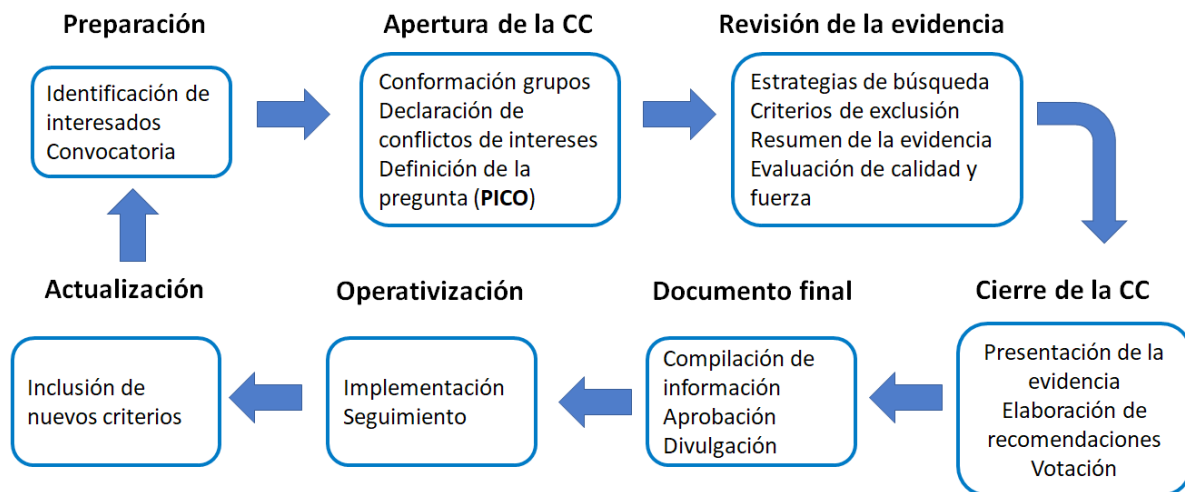 Preparación
Identificación de
interesados
Convocatoria
Apertura de la CC
Conformación grupos
Declaración de
conflictos de intereses
Definición de la
pregunta (PICO)
Revisión de la evidencia
Estrategias de búsqueda
Criterios de exclusión
Resumen de la evidencia
Evaluación de calidad y
fuerza
Cierre de la CC
Presentación de la
evidencia
Elaboración de
recomendaciones
Votación
Documento final
Compilación de
información
Aprobación
Divulgación
Operativización
Implementación
Seguimiento
Actualización
Inclusión de
nuevos criterios